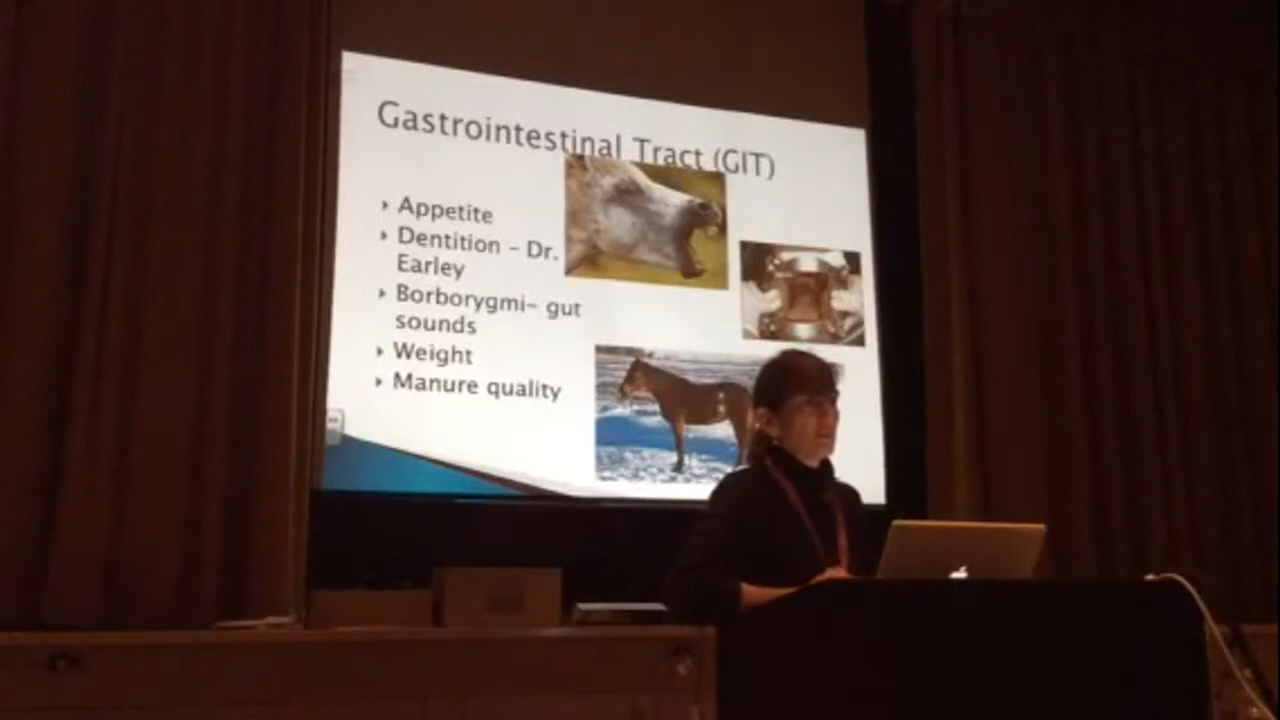 Gastrointestinal Tract (GIT)
Appetite
Dentition – Dr.
Earley
Borborygmi– gut
sounds
Weight
Manure quality